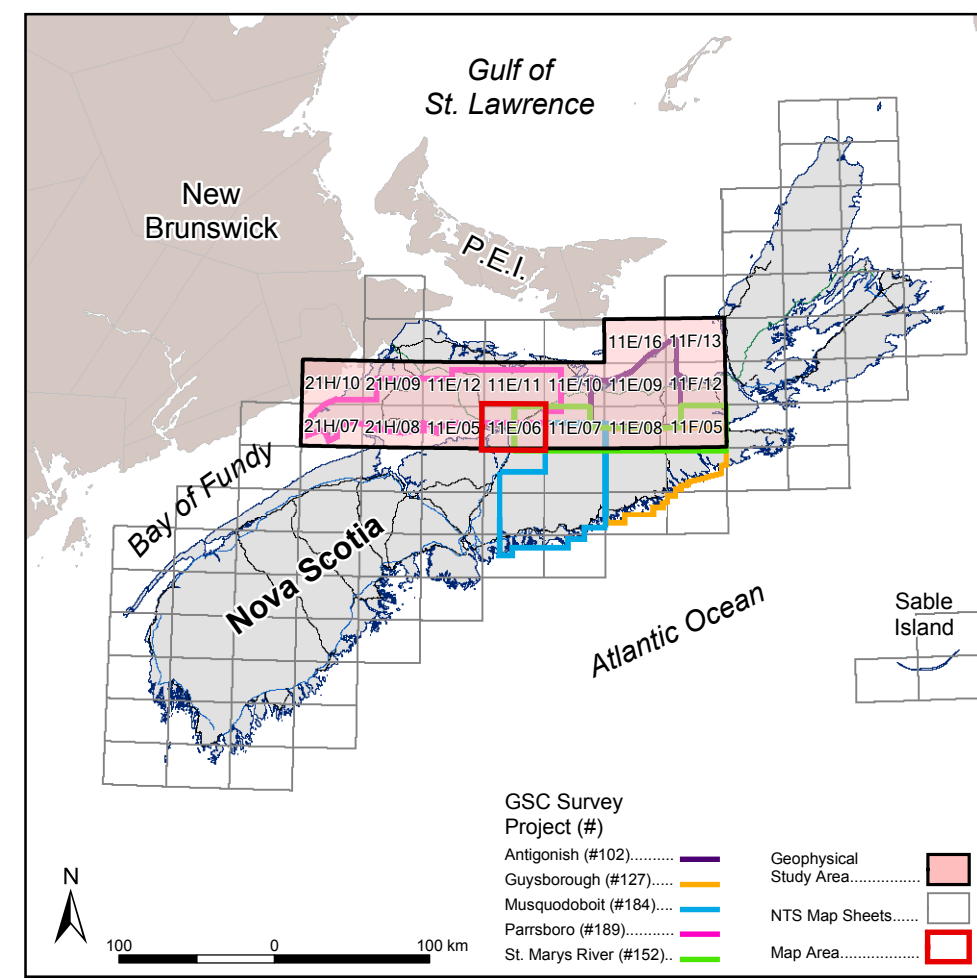 Gulf of
St. Lawrence
New
Brunswick
P.E.I.
11E/16 11F/13
21H/10 21H/09 11E/12 11E/11 11E/10 11E/09 11F/12
21H/07 21H/08 11E/05 11E/06 11E/07 11E/08 11F/05
Bay of Fundy
Nova Scotia
Atlantic Ocean
Sable
Island
GSC Survey
Project (#)
Antigonish (#102)..........
Guysborough (#127).....
Musquodoboit (#184)....
Parrsboro (#189)...........
St. Marys River (#152)..
Geophysical
Study Area................
NTS Map Sheets......
Map Area..................
N
100 0 100 km